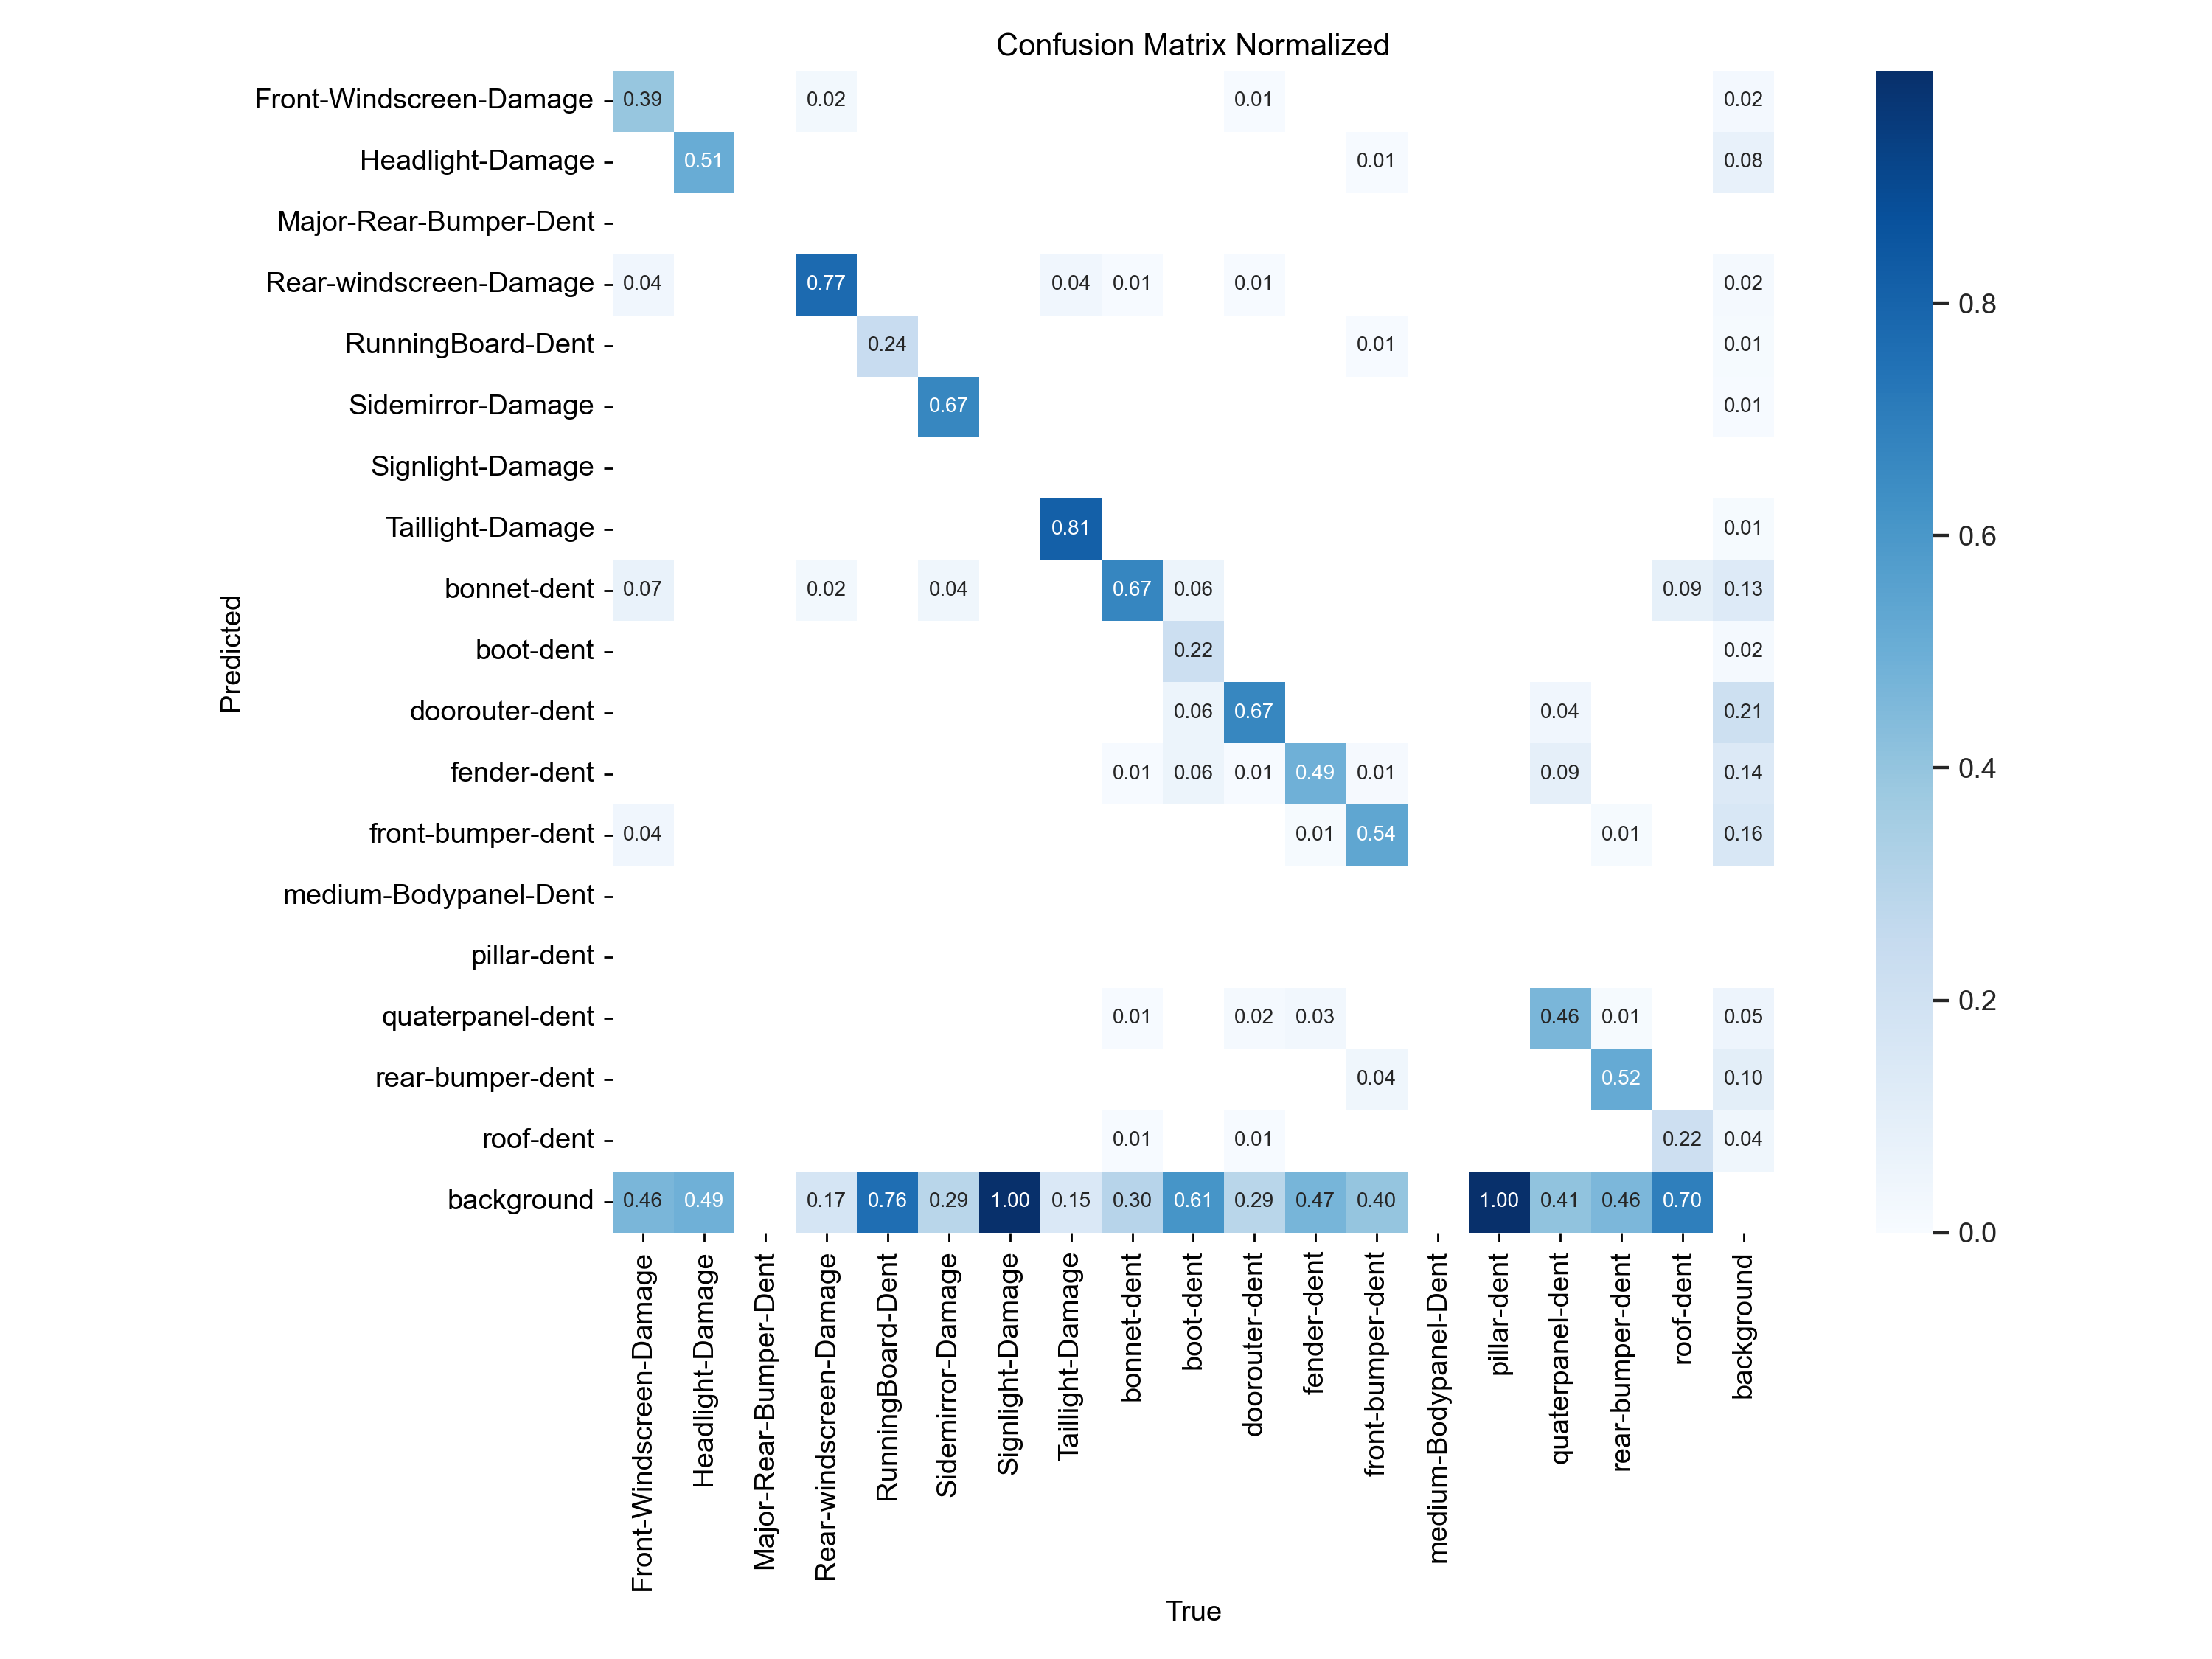 Confusion Matrix Normalized
Front-Windscreen-Damage 0.39 0.02 0.01 0.02
Headlight-Damage 0.51 0.01 0.08
Major-Rear-Bumper-Dent
Rear-windscreen-Damage 0.04 0.77 0.04 0.01 0.01 0.02
0.8
RunningBoard-Dent 0.24 0.01 0.01
Sidemirror-Damage 0.67 0.01
Signlight-Damage
Taillight-Damage 0.81 0.01
0.6
bonnet-dent 0.07 0.02 0.04 0.67 0.06 0.09 0.13
Predicted
boot-dent 0.22 0.02
doorouter-dent 0.06 0.67 0.04 0.21
fender-dent 0.01 0.06 0.01 0.49 0.01 0.09 0.14
0.4
front-bumper-dent 0.04 0.01 0.54 0.01 0.16
medium-Bodypanel-Dent
pillar-dent
quaterpanel-dent 0.01 0.02 0.03 0.46 0.01 0.05
0.2
rear-bumper-dent 0.04 0.52 0.10
roof-dent 0.01 0.01 0.22 0.04
background 0.46 0.49 0.17 0.76 0.29 1.00 0.15 0.30 0.61 0.29 0.47 0.40 1.00 0.41 0.46 0.70
0.0
Front-Windscreen-Damage
Headlight-Damage
Major-Rear-Bumper-Dent
Rear-windscreen-Damage
RunningBoard-Dent
Sidemirror-Damage
Signlight-Damage
Taillight-Damage
bonnet-dent
boot-dent
doorouter-dent
fender-dent
front-bumper-dent
medium-Bodypanel-Dent
pillar-dent
quaterpanel-dent
rear-bumper-dent
roof-dent
background
True